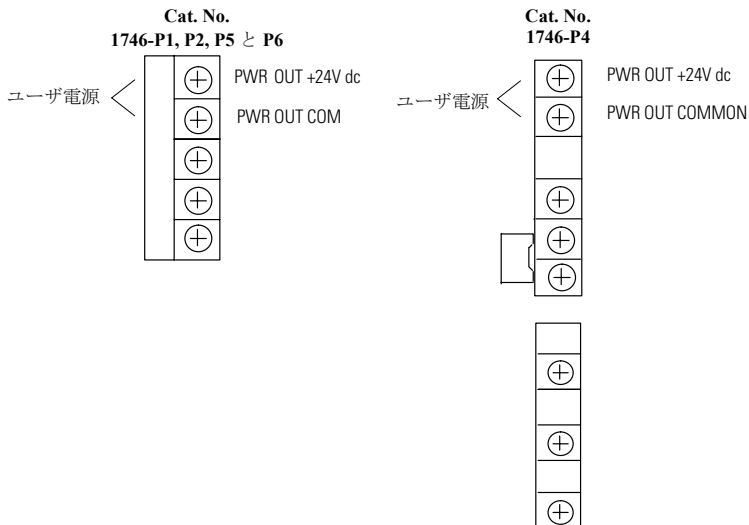 Cat. No.
1746-P1, P2, P5 と P6
ユーザ電源
PWR OUT +24V dc
PWR OUT COM
Cat. No.
1746-P4
ユーザ電源
PWR OUT +24V dc
PWR OUT COMMON